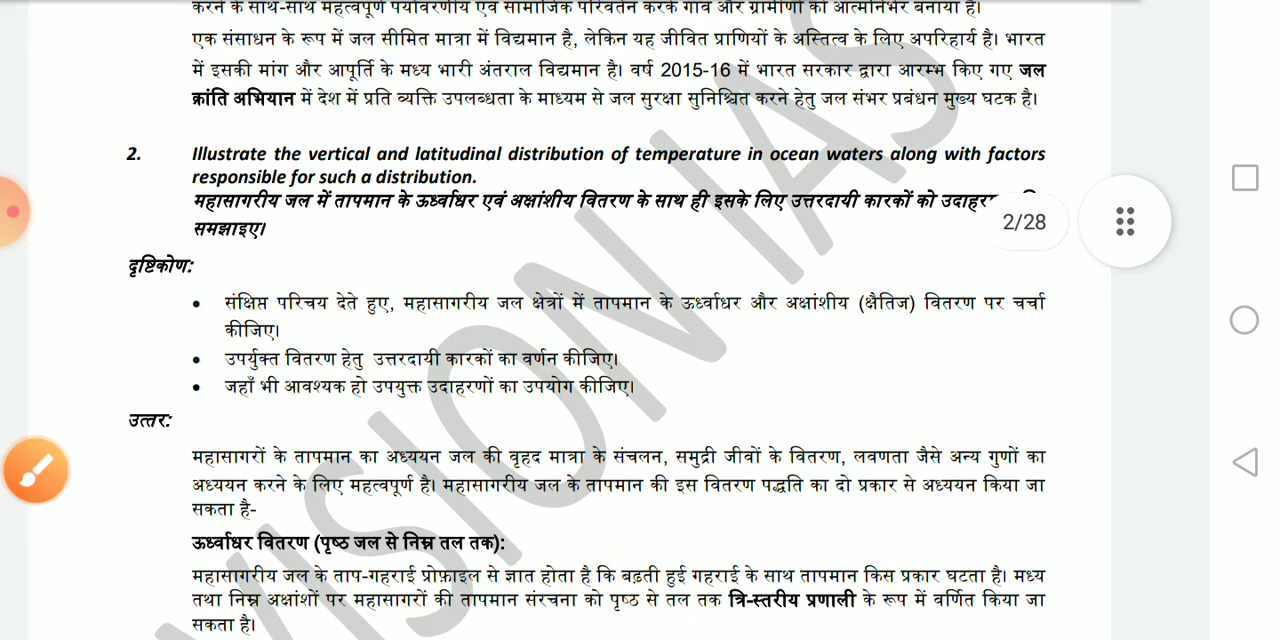 करने के साथ-साथ महत्वपूर्ण पर्यावरणीय एवं सामाजिक परिवर्तन करके गांव और ग्रामीणों को आत्मनिर्भर बनाया है।
एक संसाधन के रूप में जल सीमित मात्रा में विद्यमान है, लेकिन यह जीवित प्राणियों के अस्तित्व के लिए अपरिहार्य है। भारत
में इसकी मांग और आपूर्ति के मध्य भारी अंतराल विद्यमान है। वर्ष 2015-16 में भारत सरकार द्वारा आरम्भ किए गए जल
क्रांति अभियान में देश में प्रति व्यक्ति उपलब्धता के माध्यम से जल सुरक्षा सुनिश्चित करने हेतु जल संभर प्रबंधन मुख्य घटक है।
2. Illustrate the vertical and latitudinal distribution of temperature in ocean waters along with factors
responsible for such a distribution.
महासागरीय जल में तापमान के ऊर्ध्वाधर एवं अक्षांशीय वितरण के साथ ही इसके लिए उत्तरदायी कारकों को
समझाइए।
2/28
दृष्टिकोण:
• संक्षिप्त परिचय देते हुए, महासागरीय जल क्षेत्रों में तापमान के ऊर्ध्वाधर और अक्षांशीय (क्षैतिज) वितरण पर चर्चा
कीजिए।
• उपर्युक्त वितरण हेतु उत्तरदायी कारकों का वर्णन कीजिए।
• जहाँ भी आवश्यक हो उपयुक्त उदाहरणों का उपयोग कीजिए।
उत्तर:
महासागरों के तापमान का अध्ययन जल की वृहद मात्रा के संचलन, समुद्री जीवों के वितरण, लवणता जैसे अन्य गुणों का
अध्ययन करने के लिए महत्वपूर्ण है। महासागरीय जल के तापमान की इस वितरण पद्धति का दो प्रकार से अध्ययन किया जा
सकता है-
ऊर्ध्वाधर वितरण (पृष्ठ जल से निम्न तल तक):
महासागरीय जल के ताप-गहराई प्रोफ़ाइल से ज्ञात होता है कि बढ़ती हुई गहराई के साथ तापमान किस प्रकार घटता है। मध्य
तथा निम्न अक्षांशों पर महासागरों की तापमान संरचना को पृष्ठ से तल तक त्रि-स्तरीय प्रणाली के रूप में वर्णित किया जा
सकता है।
VISION IAS